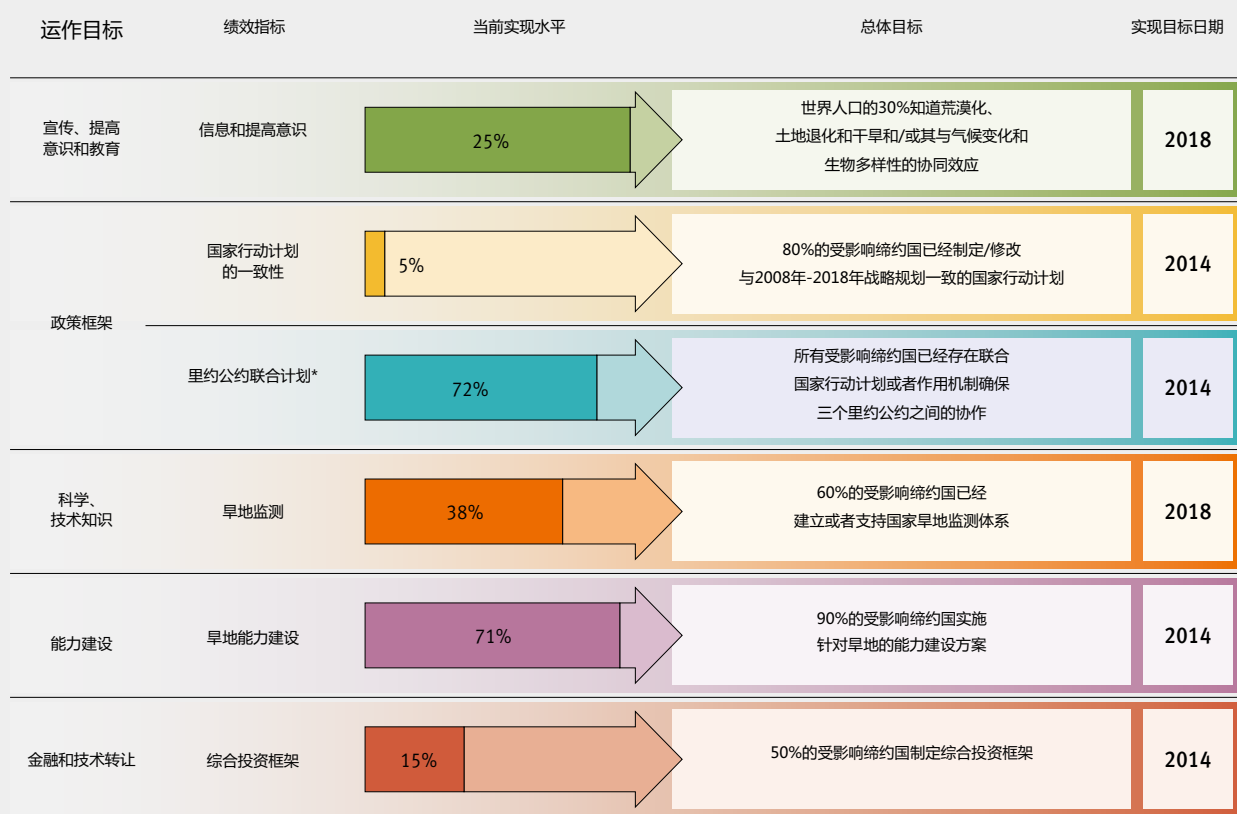 运作目标
绩效指标
当前实现水平
总体目标
实现目标日期
宣传、提高
意识和教育
信息和提高意识
25%
世界人口的30%知道荒漠化、
土地退化和干旱和/或其与气候变化和
生物多样性的协同效应
2018
政策框架
国家行动计划
的一致性
5%
80%的受影响缔约国已经制定/修改
与2008年-2018年战略规划一致的国家行动计划
2014
里约公约联合计划*
72%
所有受影响缔约国已经存在联合
国家行动计划或者作用机制确保
三个里约公约之间的协作
2014
科学、
技术知识
旱地监测
38%
60%的受影响缔约国已经
建立或者支持国家旱地监测体系
2018
能力建设
旱地能力建设
71%
90%的受影响缔约国实施
针对旱地的能力建设方案
2014
金融和技术转让
综合投资框架
15%
50%的受影响缔约国制定综合投资框架
2014